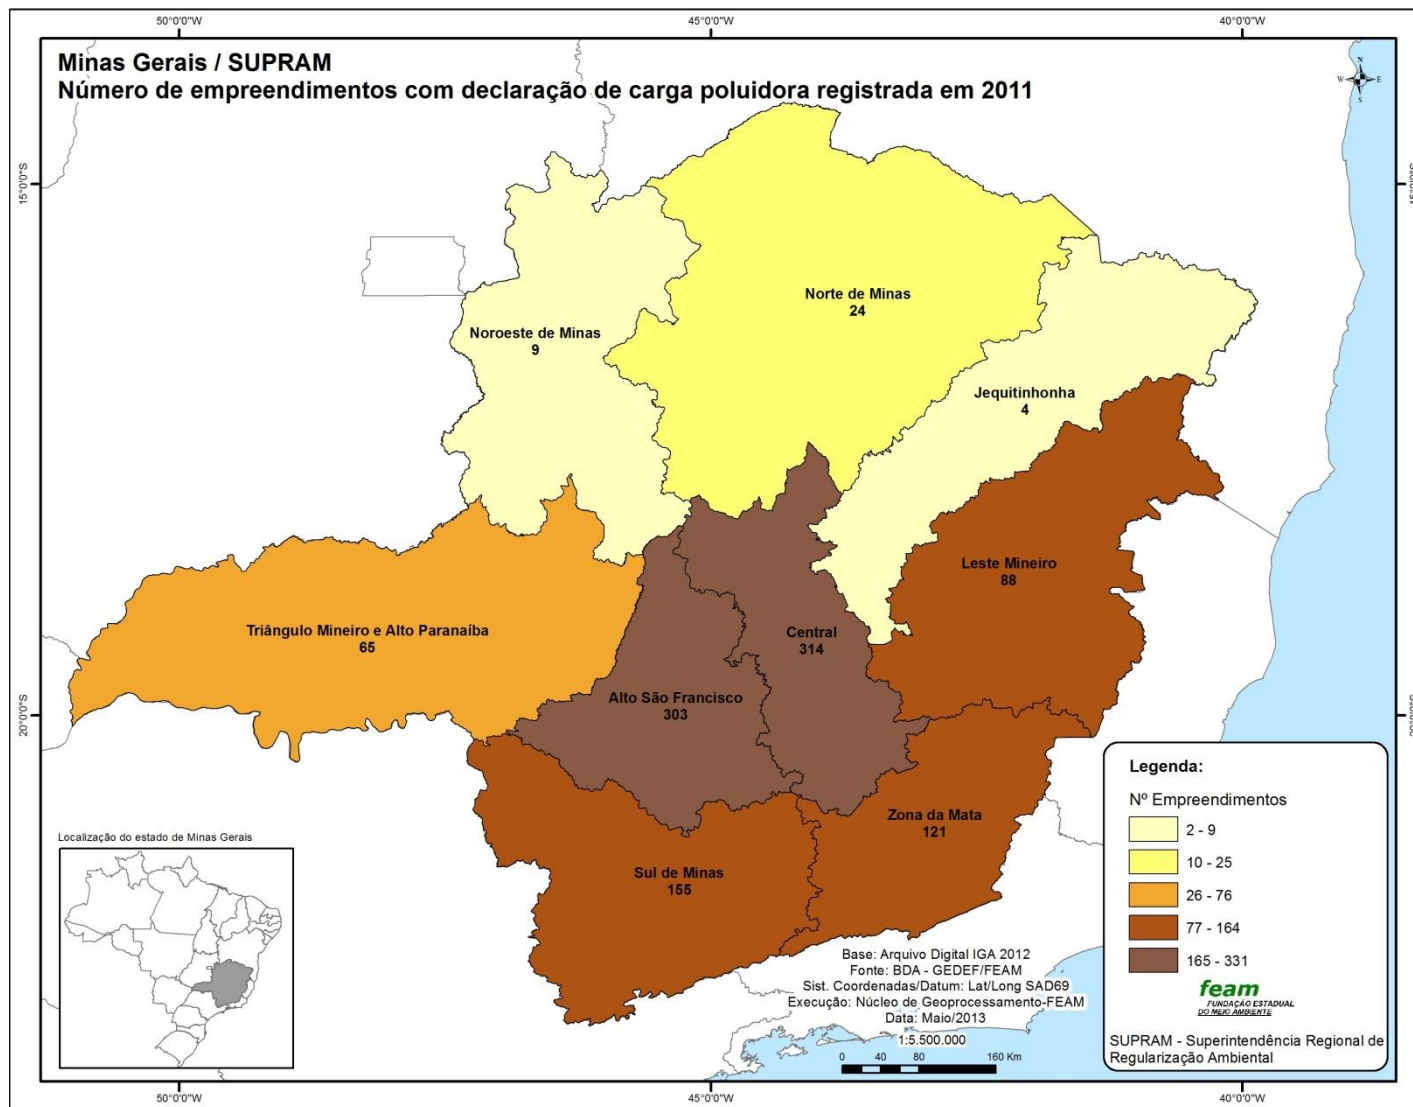 50°0'0"W
45°0'0"W
40°0'0"W
Minas Gerais / SUPRAM
Número de empreendimentos com declaração de carga poluidora registrada em 2011
N
W
E
S
15°0'0"S
15°0'0"S
Norte de Minas
24
Noroeste de Minas
9
Jequitinhonha
4
Leste Mineiro
88
Triângulo Mineiro e Alto Paranaíba
65
Central
314
Alto São Francisco
303
20°0'0"S
20°0'0"S
Zona da Mata
121
Sul de Minas
155
Legenda:
Nº Empreendimentos
2 - 9
10 - 25
26 - 76
77 - 164
165 - 331
feam
FUNDAÇÃO ESTADUAL
DO MEIO AMBIENTE
SUPRAM - Superintendência Regional de
Regularização Ambiental
Localização do estado de Minas Gerais
Base: Arquivo Digital IGA 2012
Fonte: BDA - GEDEF/FEAM
Sist. Coordenadas/Datum: Lat/Long SAD69
Execução: Núcleo de Geoprocessamento-FEAM
Data: Maio/2013
1:5.500.000
0 40 80 160 Km
50°0'0"W
45°0'0"W
40°0'0"W